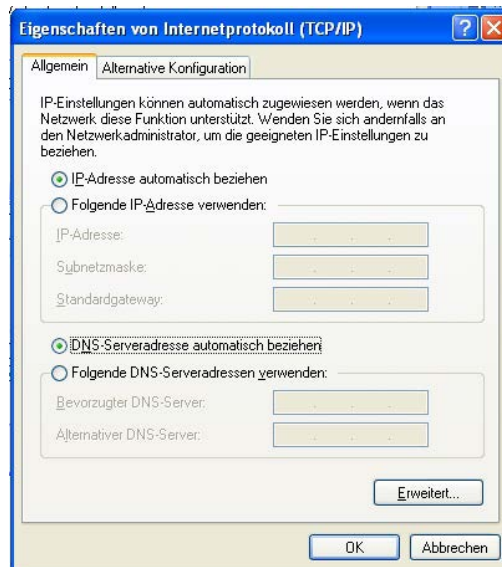 Eigenschaften von Internetprotokoll (TCP/IP)
Allgemein
Alternative Konfiguration
IP-Einstellungen können automatisch zugewiesen werden, wenn das
Netzwerk diese Funktion unterstützt. Wenden Sie sich andernfalls an
den Netzwerkadministrator, um die geeigneten IP-Einstellungen zu
beziehen.
IP-Adresse automatisch beziehen
Folgende IP-Adresse verwenden:
IP-Adresse:
Subnetzmaske:
Standardgateway:
DNS-Serveradresse automatisch beziehen
Folgende DNS-Serveradressen verwenden:
Bevorzugter DNS-Server:
Alternativer DNS-Server:
Erweitert...
OK
Abbrechen